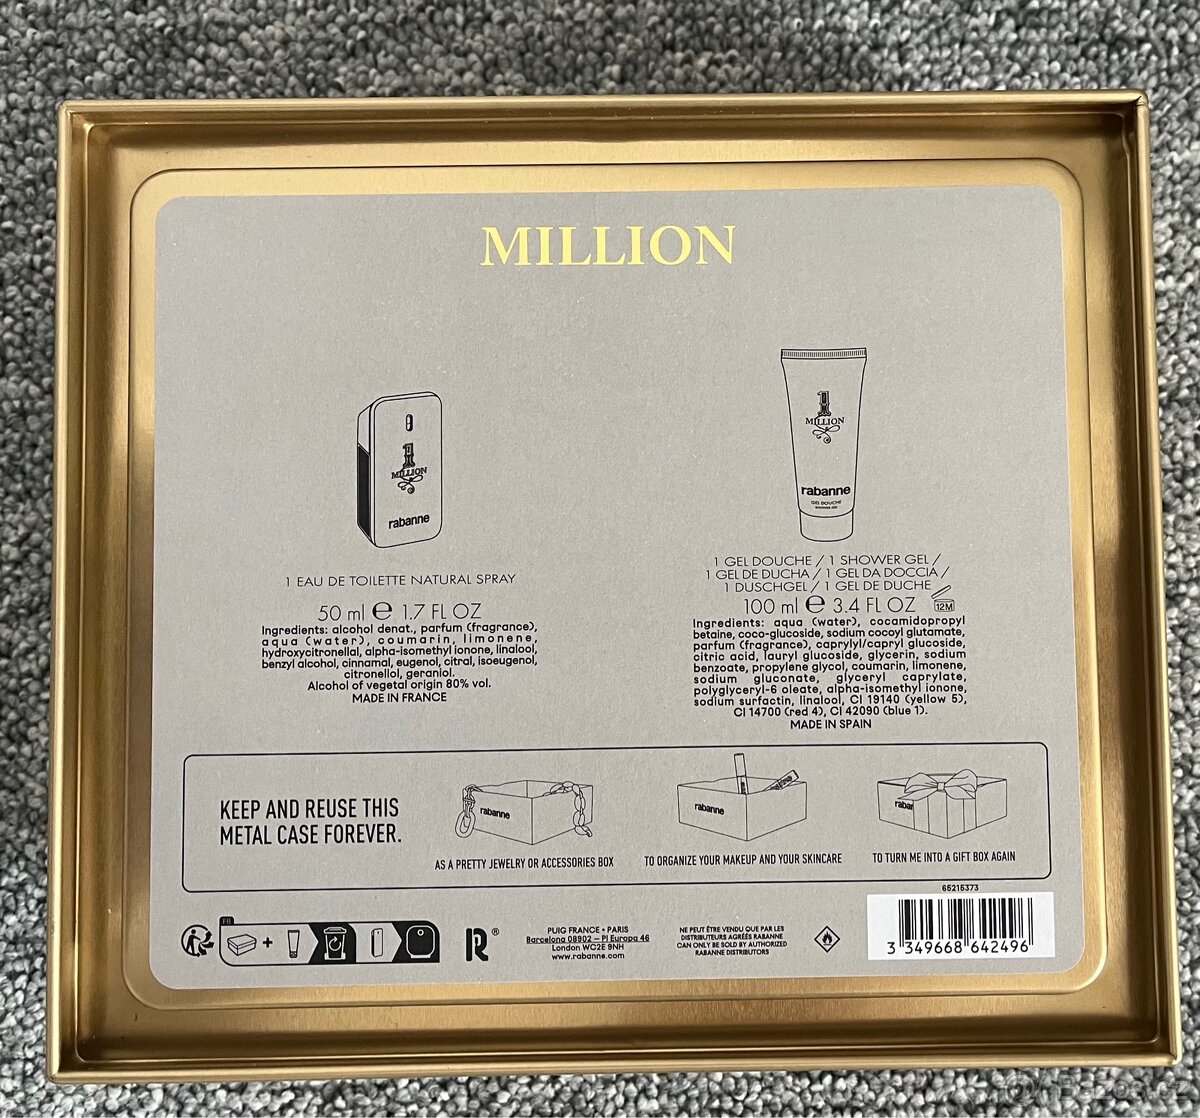 MILLION
1
MILLION
rabanne
1 EAU DE TOILETTE NATURAL SPRAY
50 ml ℮ 1.7 FL OZ
Ingredients: alcohol denat., parfum (fragrance),
aqua (water), coumarin, limonene,
hydroxycitronellal, alpha-isomethyl ionone, linalool,
benzyl alcohol, cinnamal, eugenol, citral, isoeugenol,
citronellol, geraniol.
Alcohol of vegetal origin 80% vol.
MADE IN FRANCE
1
MILLION
rabanne
GEL DOUCHE
SHOWER GEL
1 GEL DOUCHE / 1 SHOWER GEL /
1 GEL DE DUCHA / 1 GEL DA DOCCIA /
1 DUSCHGEL / 1 GEL DE DUCHE
100 ml ℮ 3.4 FL OZ 12M
Ingredients: aqua (water), cocamidopropyl
betaine, coco-glucoside, sodium cocoyl glutamate,
parfum (fragrance), caprylyl/capryl glucoside,
citric acid, lauryl glucoside, glycerin, sodium
benzoate, propylene glycol, coumarin, limonene,
sodium gluconate, glyceryl caprylate,
polyglyceryl-6 oleate, alpha-isomethyl ionone,
sodium surfactin, linalool, CI 19140 (yellow 5),
CI 14700 (red 4), CI 42090 (blue 1).
MADE IN SPAIN
KEEP AND REUSE THIS
METAL CASE FOREVER.
rabanne
AS A PRETTY JEWELRY OR ACCESSORIES BOX
rabanne
TO ORGANIZE YOUR MAKEUP AND YOUR SKINCARE
rabar
TO TURN ME INTO A GIFT BOX AGAIN
FR
+
R®
PUIG FRANCE • PARIS
Barcelona 08902 – Pl Europa 46
London WC2E 9NH
www.rabanne.com
NE PEUT ÊTRE VENDU QUE PAR LES
DISTRIBUTEURS AGRÉÉS RABANNE
CAN ONLY BE SOLD BY AUTHORIZED
RABANNE DISTRIBUTORS
65215373
3 349668 642496
Bazos.cz